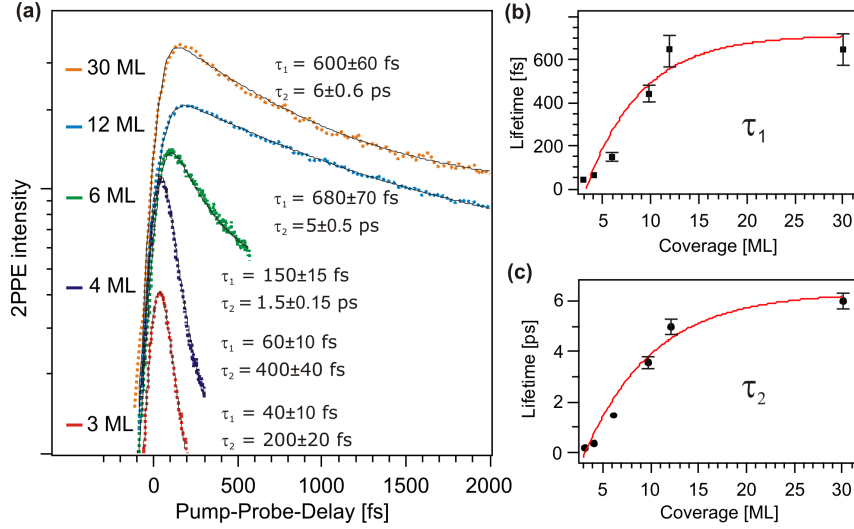 (a)
2PPE intensity
30 ML
12 ML
6 ML
4 ML
3 ML
τ1 = 600±60 fs
τ2 = 6±0.6 ps
τ1 = 680±70 fs
τ2 = 5±0.5 ps
τ1 = 150±15 fs
τ2 = 1.5±0.15 ps
τ1 = 60±10 fs
τ2 = 400±40 fs
τ1 = 40±10 fs
τ2 = 200±20 fs
0 500 1000 1500 2000
Pump-Probe-Delay [fs]
(b)
Lifetime [fs]
600
400
200
0
τ1
5 10 15 20 25 30
Coverage [ML]
(c)
Lifetime [ps]
6
4
2
0
τ2
5 10 15 20 25 30
Coverage [ML]